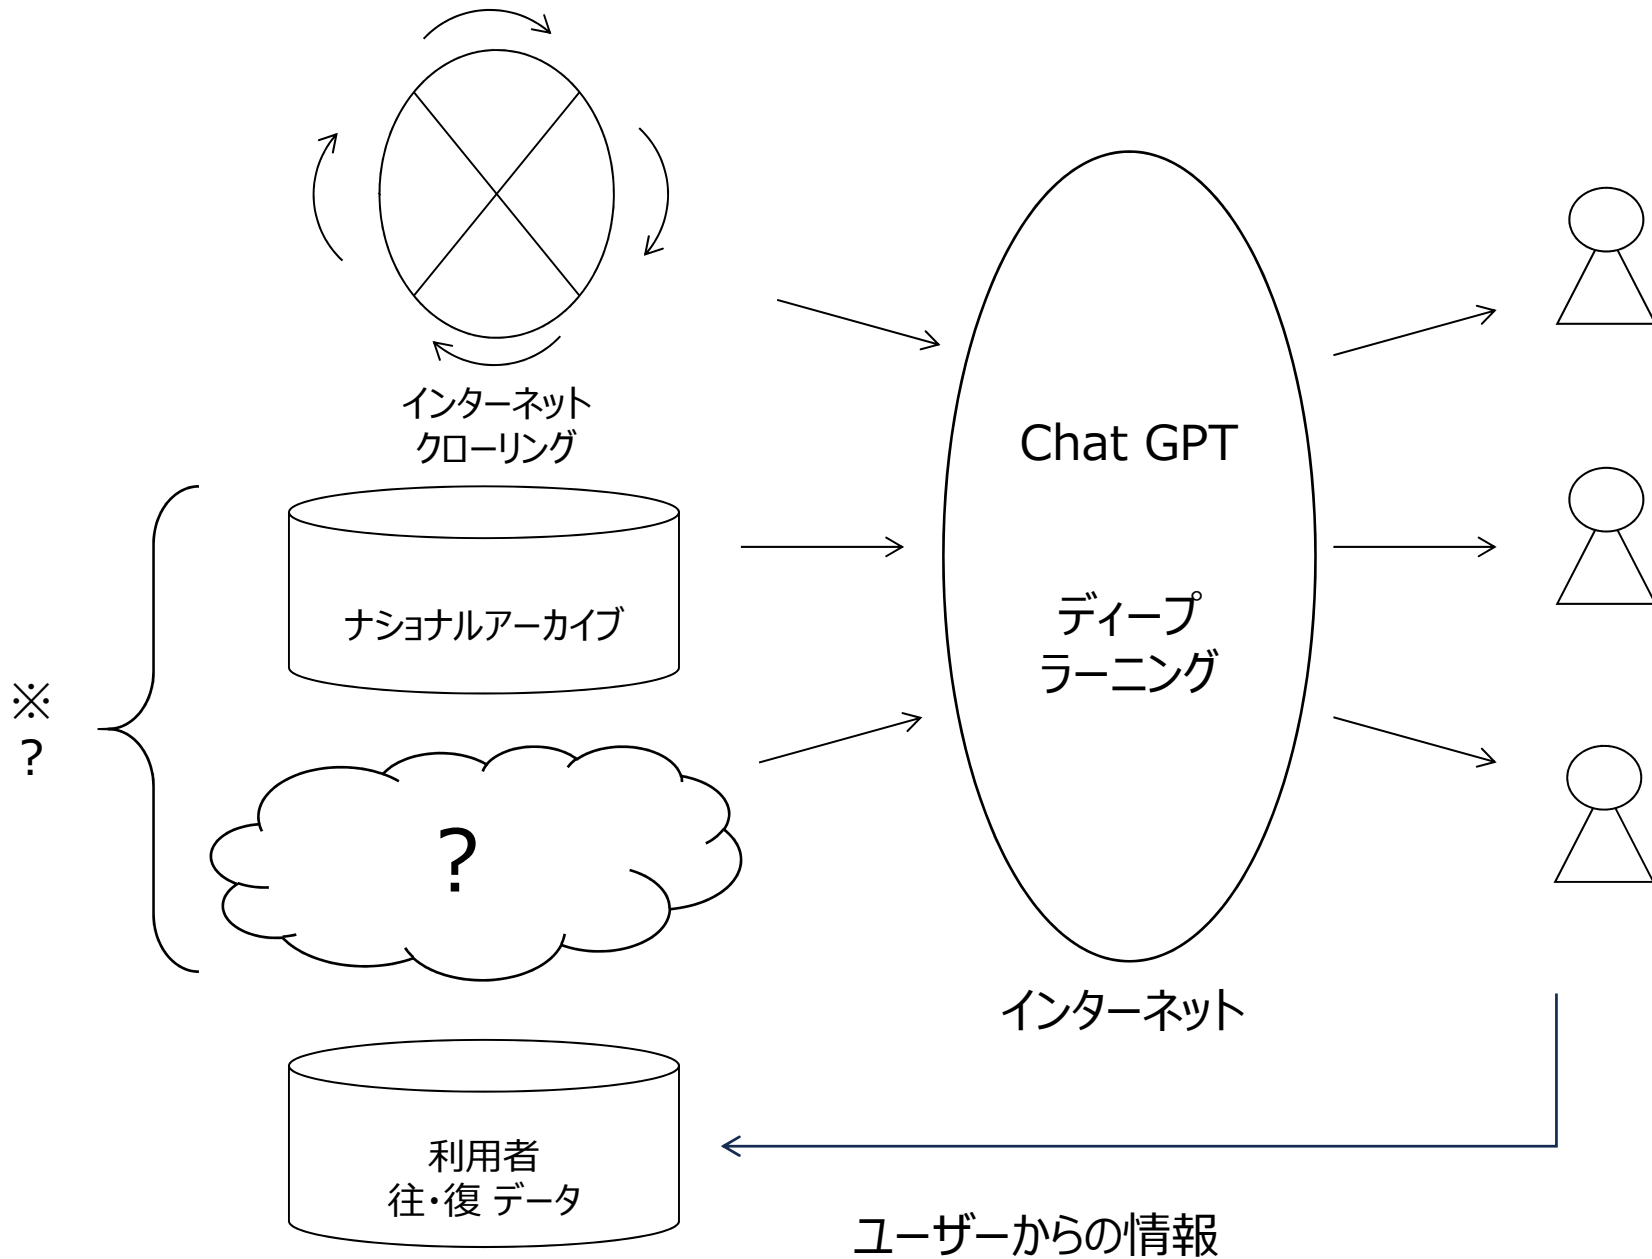 インターネット
クローリング
ナショナルアーカイブ
※
?
?
利用者
往・復 データ
Chat GPT
ディープ
ラーニング
インターネット
ユーザーからの情報